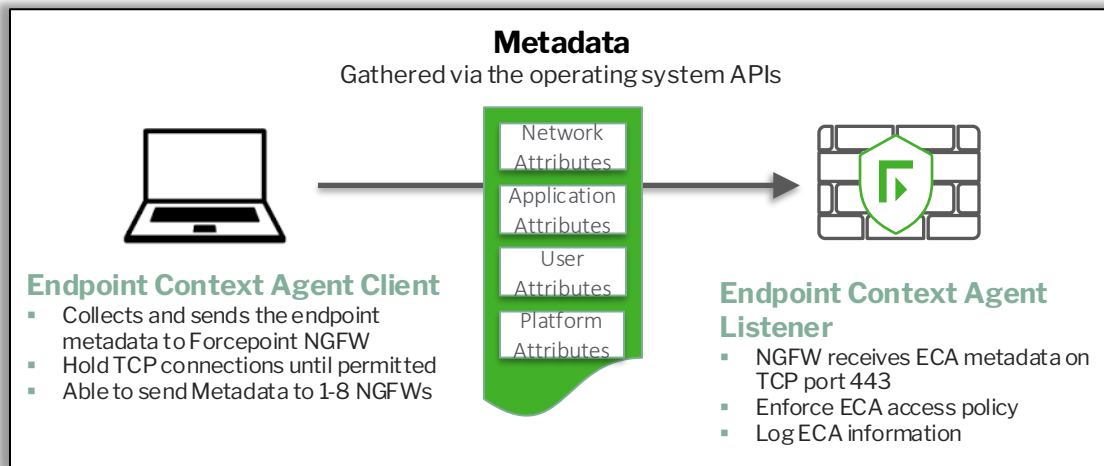 Metadata
Gathered via the operating system APIs
Network
Attributes
Application
Attributes
User
Attributes
Platform
Attributes
Endpoint Context Agent Client
▪ Collects and sends the endpoint
metadata to Forcepoint NGFW
▪ Hold TCP connections until permitted
▪ Able to send Metadata to 1-8 NGFWs
Endpoint Context Agent
Listener
▪ NGFW receives ECA metadata on
TCP port 443
▪ Enforce ECA access policy
▪ Log ECA information